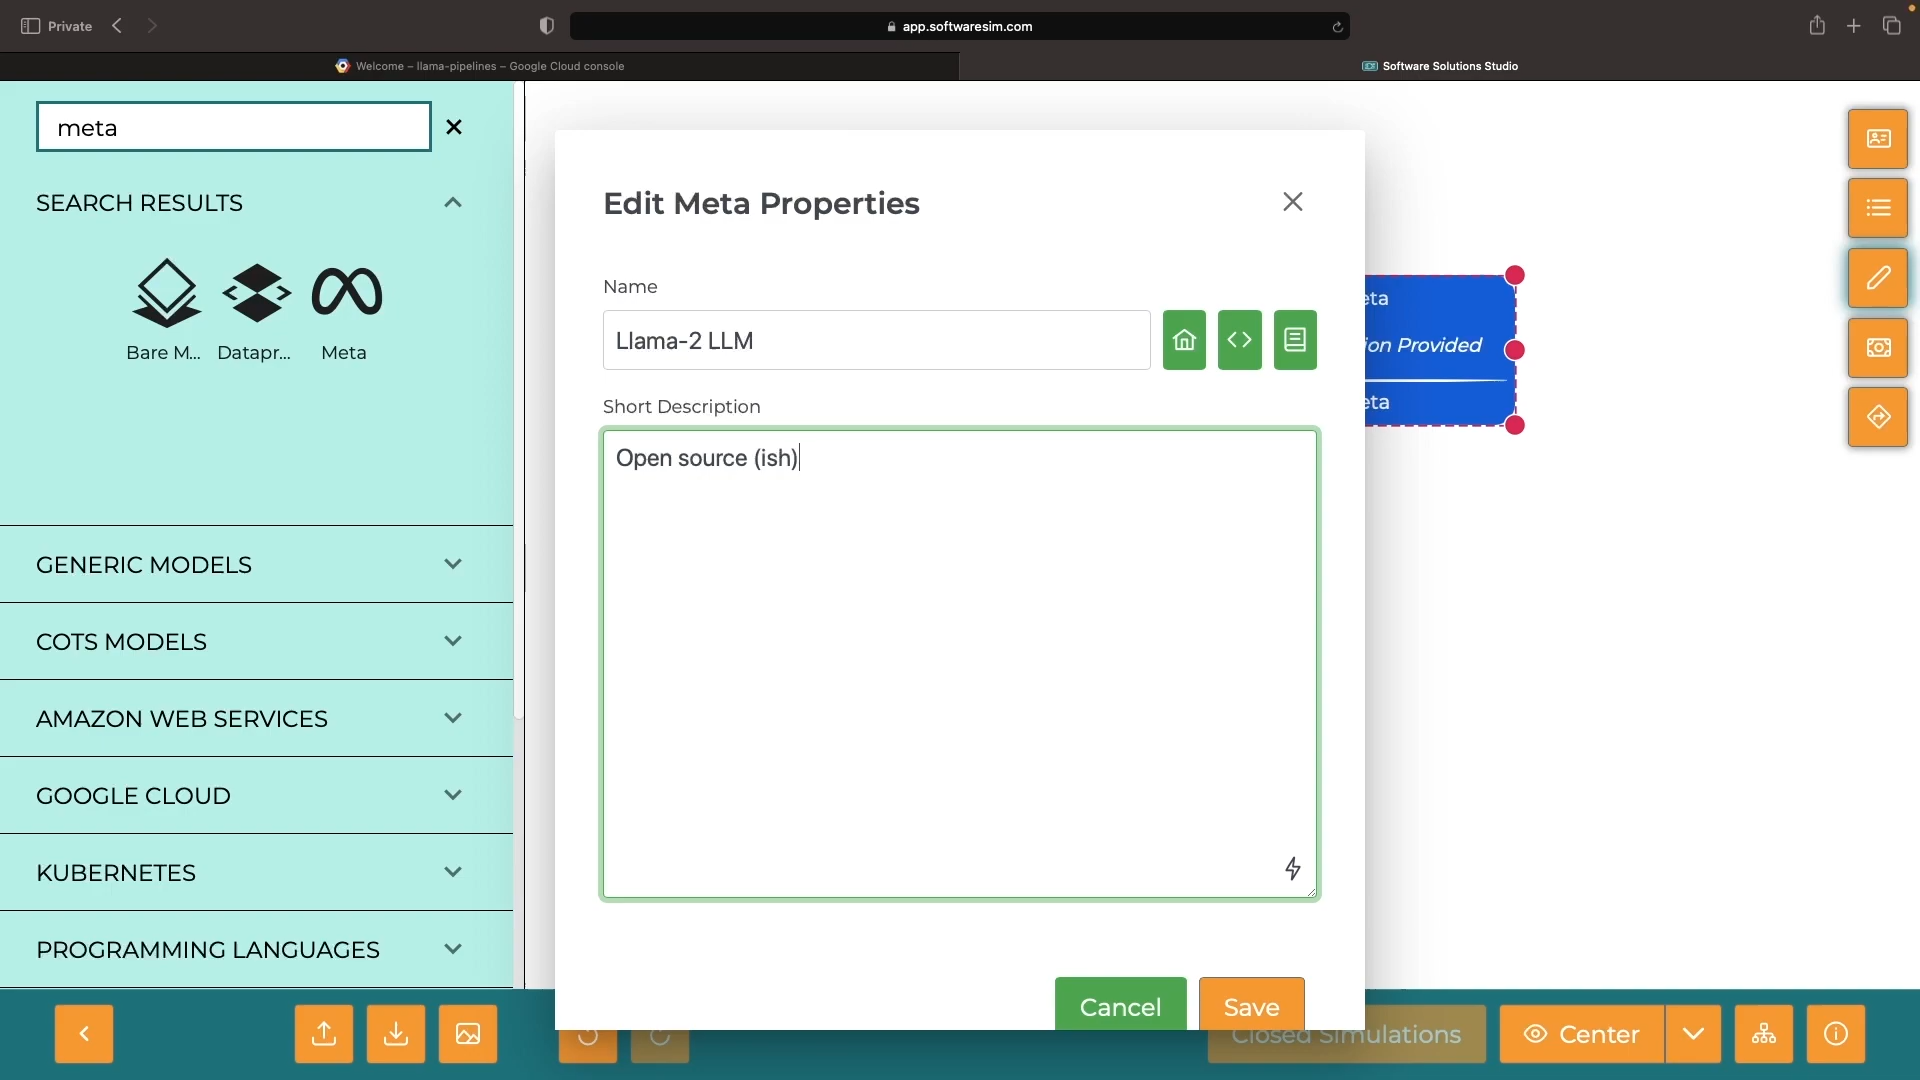 Private
app.softwaresim.com
Welcome – llama-pipelines – Google Cloud console
Software Solutions Studio
meta
SEARCH RESULTS
Bare M...
Datapr...
Meta
GENERIC MODELS
COTS MODELS
AMAZON WEB SERVICES
GOOGLE CLOUD
KUBERNETES
PROGRAMMING LANGUAGES
Edit Meta Properties
Name
Llama-2 LLM
Short Description
Open source (ish)
Cancel
Save
eta
ion Provided
eta
Closed Simulations
Center